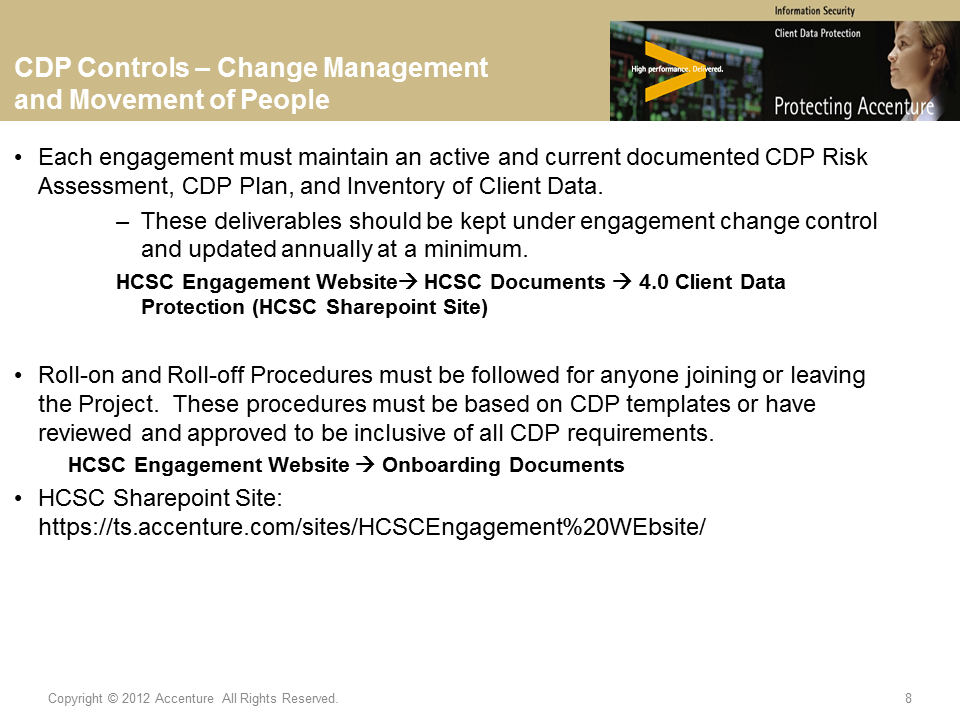 Information Security
Client Data Protection
High performance. Delivered.
Protecting Accenture
CDP Controls – Change Management
and Movement of People
• Each engagement must maintain an active and current documented CDP Risk
Assessment, CDP Plan, and Inventory of Client Data.
– These deliverables should be kept under engagement change control
and updated annually at a minimum.
HCSC Engagement Website→ HCSC Documents → 4.0 Client Data
Protection (HCSC Sharepoint Site)
• Roll-on and Roll-off Procedures must be followed for anyone joining or leaving
the Project. These procedures must be based on CDP templates or have
reviewed and approved to be inclusive of all CDP requirements.
HCSC Engagement Website → Onboarding Documents
• HCSC Sharepoint Site:
https://ts.accenture.com/sites/HCSCEngagement%20WEbsite/
Copyright © 2012 Accenture All Rights Reserved.
8